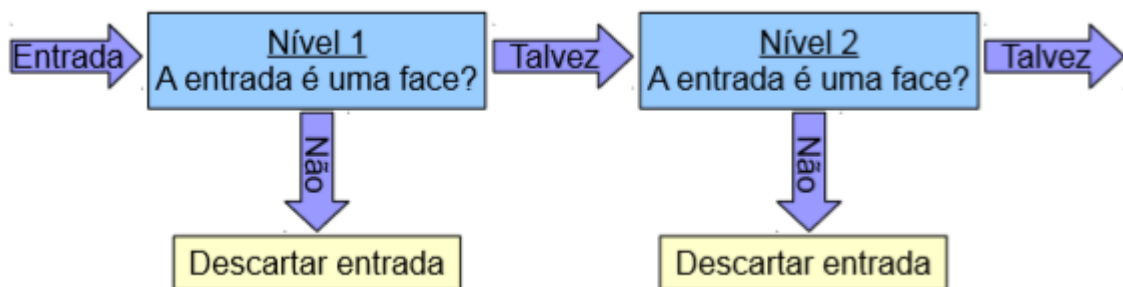 Entrada
Nível 1
A entrada é uma face?
Talvez
Nível 2
A entrada é uma face?
Talvez
Não
Não
Descartar entrada
Descartar entrada